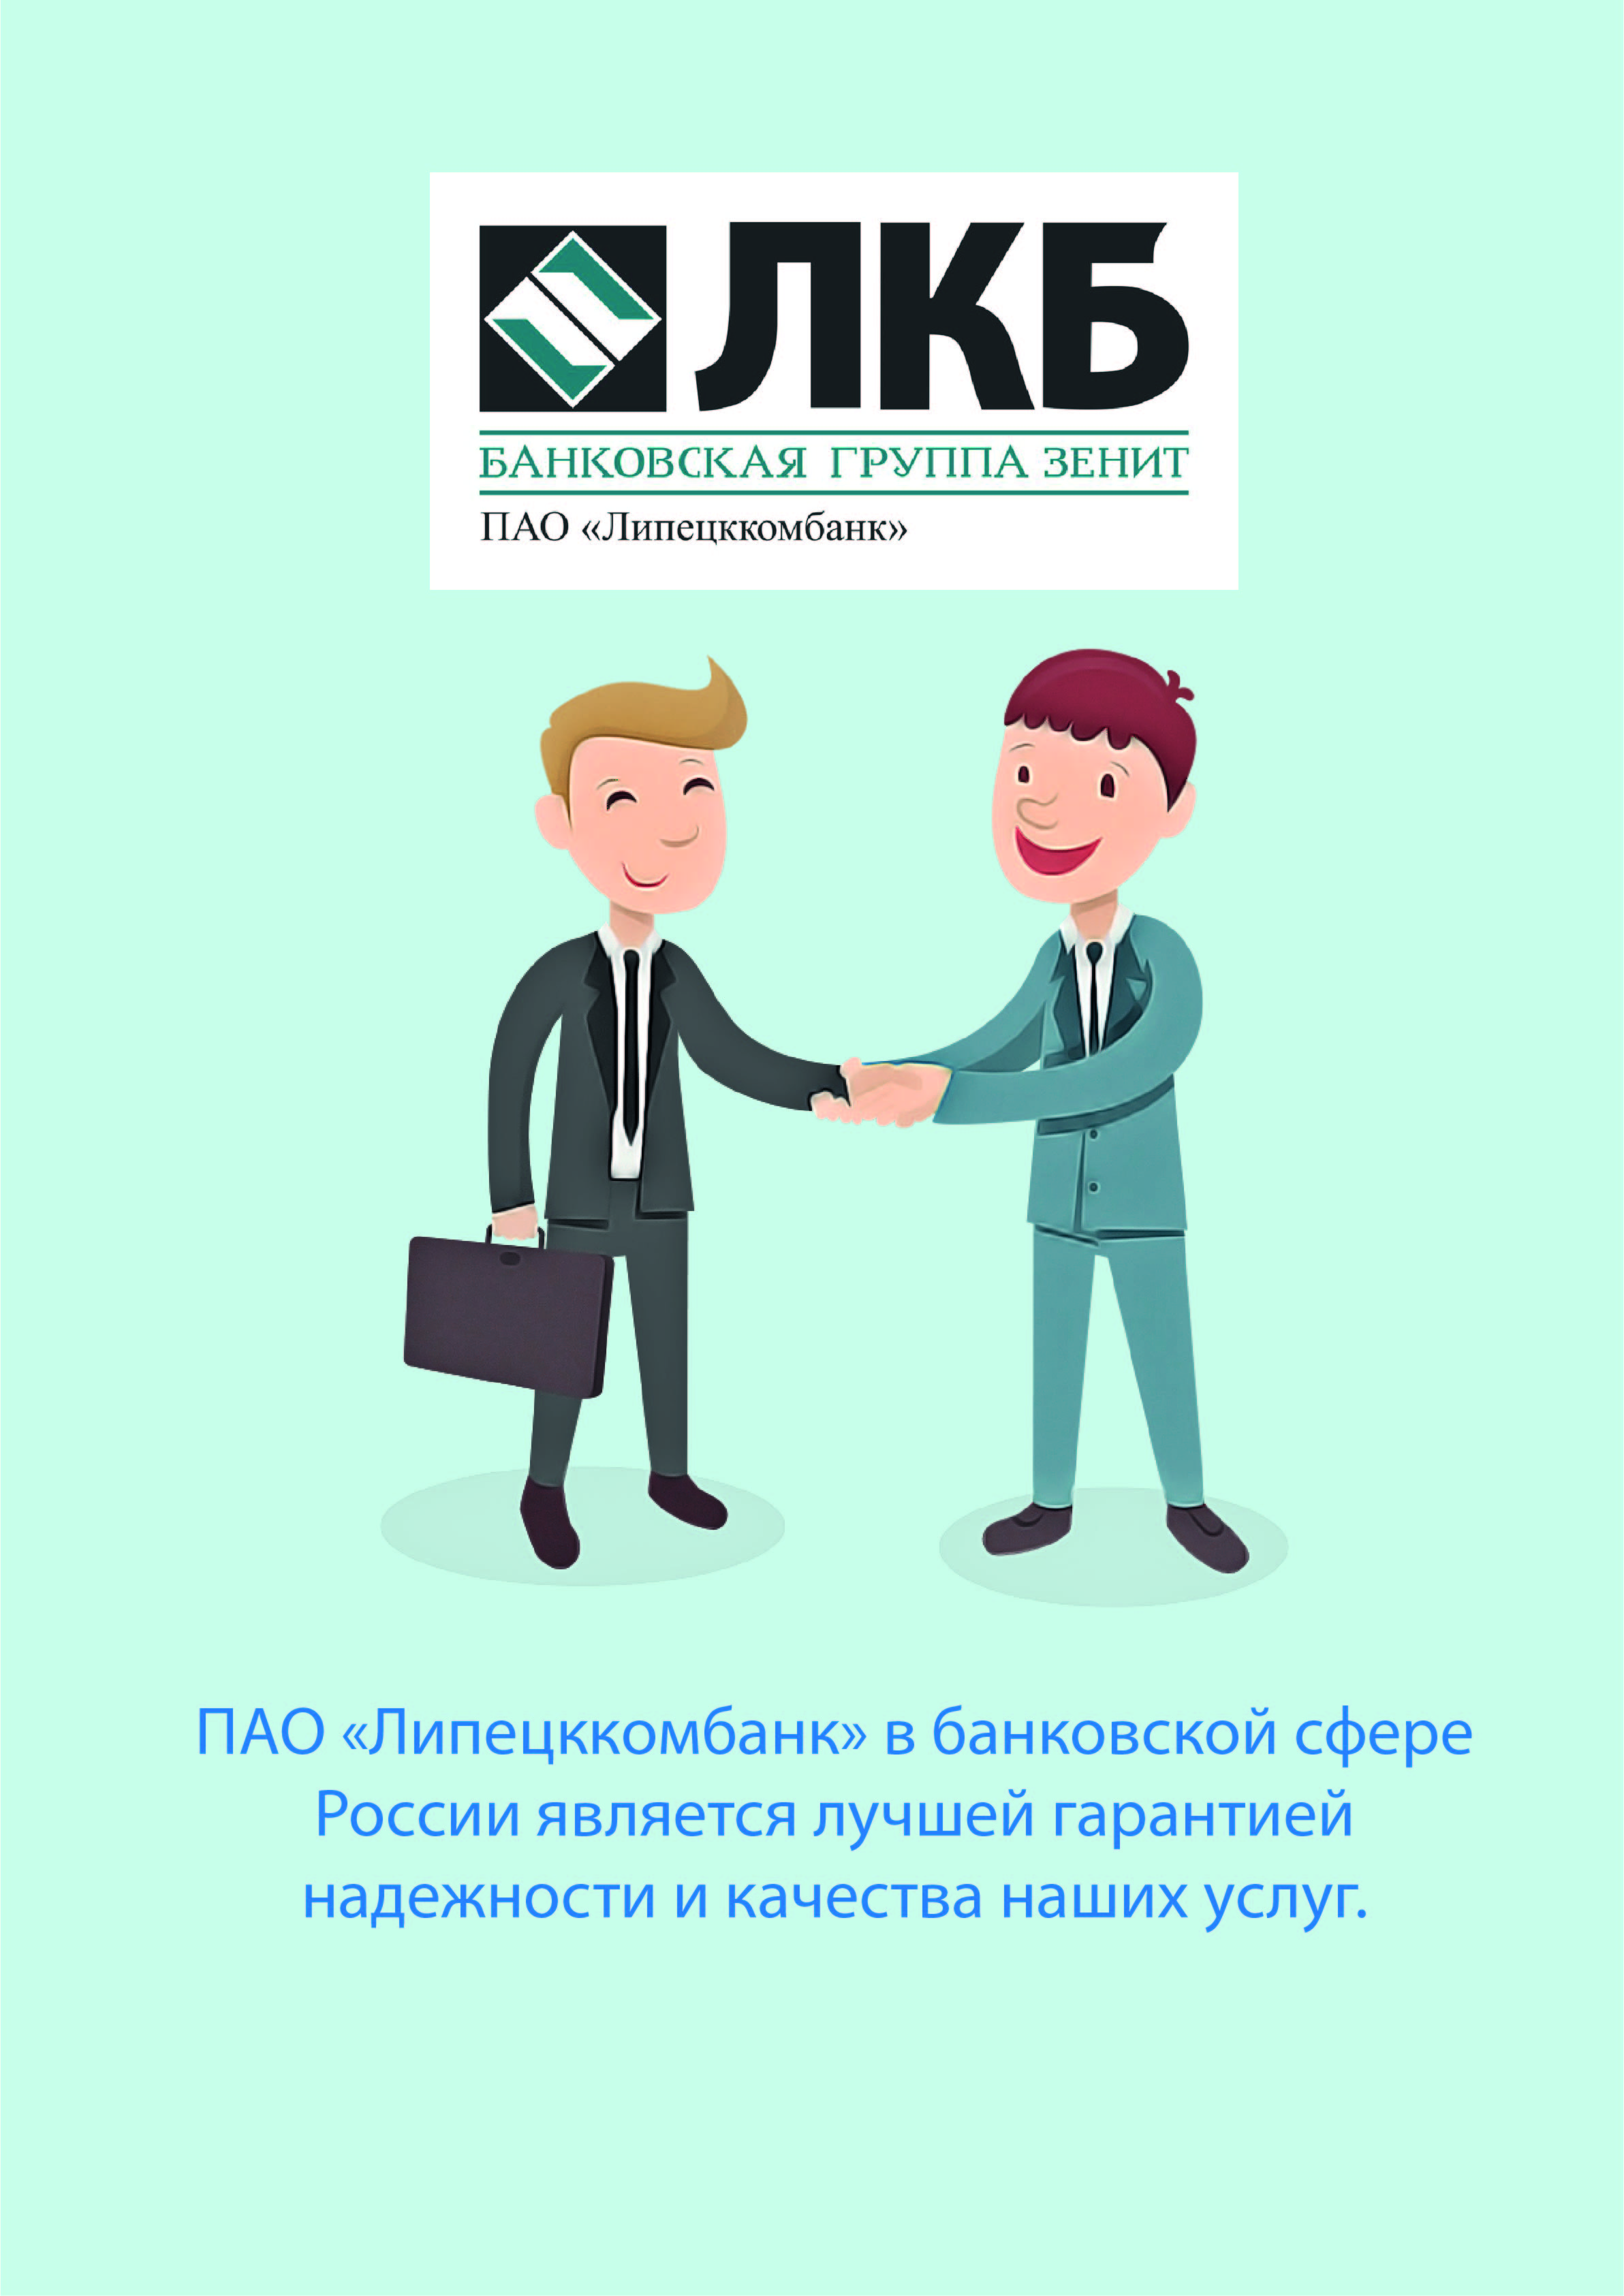 ЛКБ
БАНКОВСКАЯ ГРУППА ЗЕНИТ
ПАО «Липецккомбанк»
ПАО «Липецккомбанк» в банковской сфере
России является лучшей гарантией
надежности и качества наших услуг.